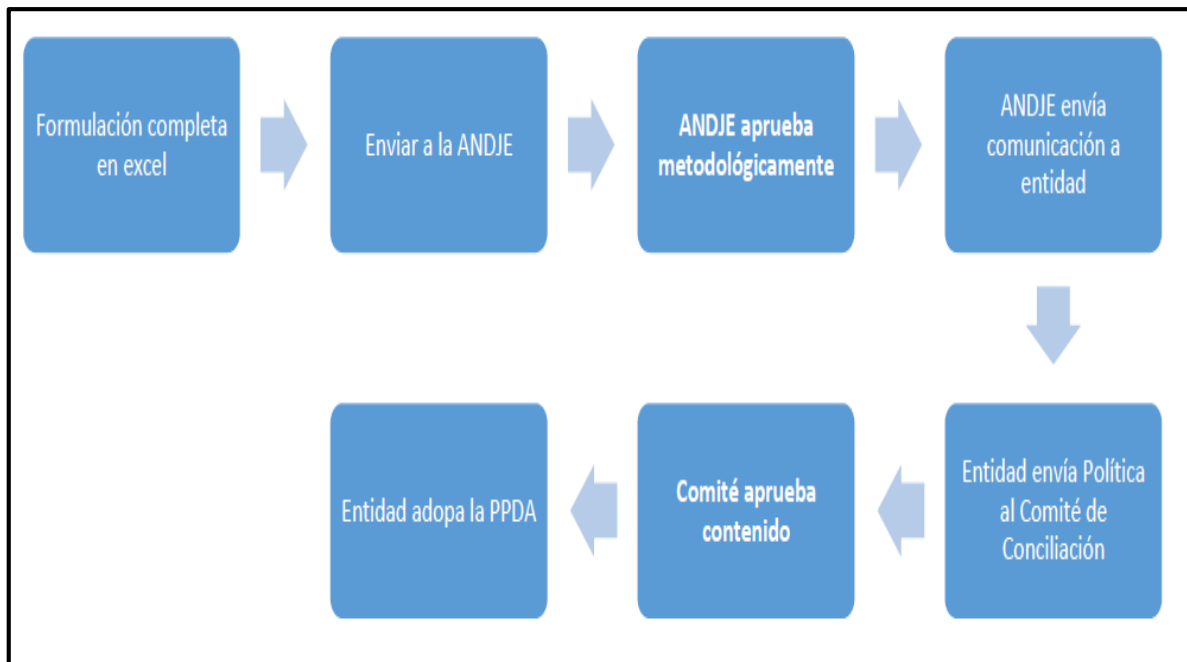 Formulación completa
en excel
Enviar a la ANDJE
ANDJE aprueba
metodológicamente
ANDJE envía
comunicación a
entidad
Entidad envía Política
al Comité de
Conciliación
Comité aprueba
contenido
Entidad adopa la PPDA